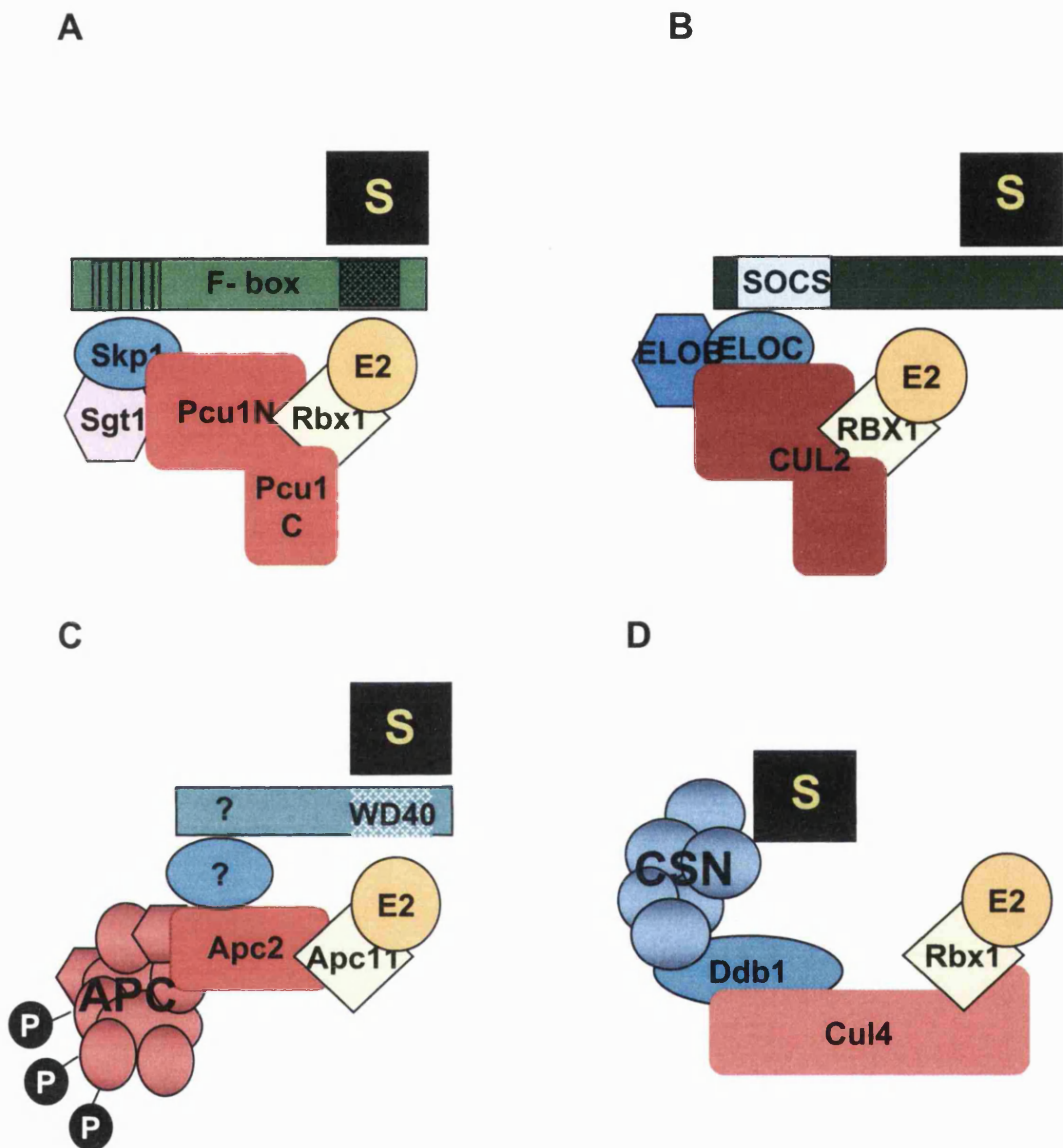 A
S
F- box
Skp1
Sgt1
Pcu1N
Rbx1
E2
Pcu1
C
B
S
SOCS
ELOB
ELOC
E2
RBX1
CUL2
C
S
?
WD40
?
E2
Apc2
Apc11
APC
P
P
P
D
S
CSN
E2
Rbx1
Ddb1
Cul4